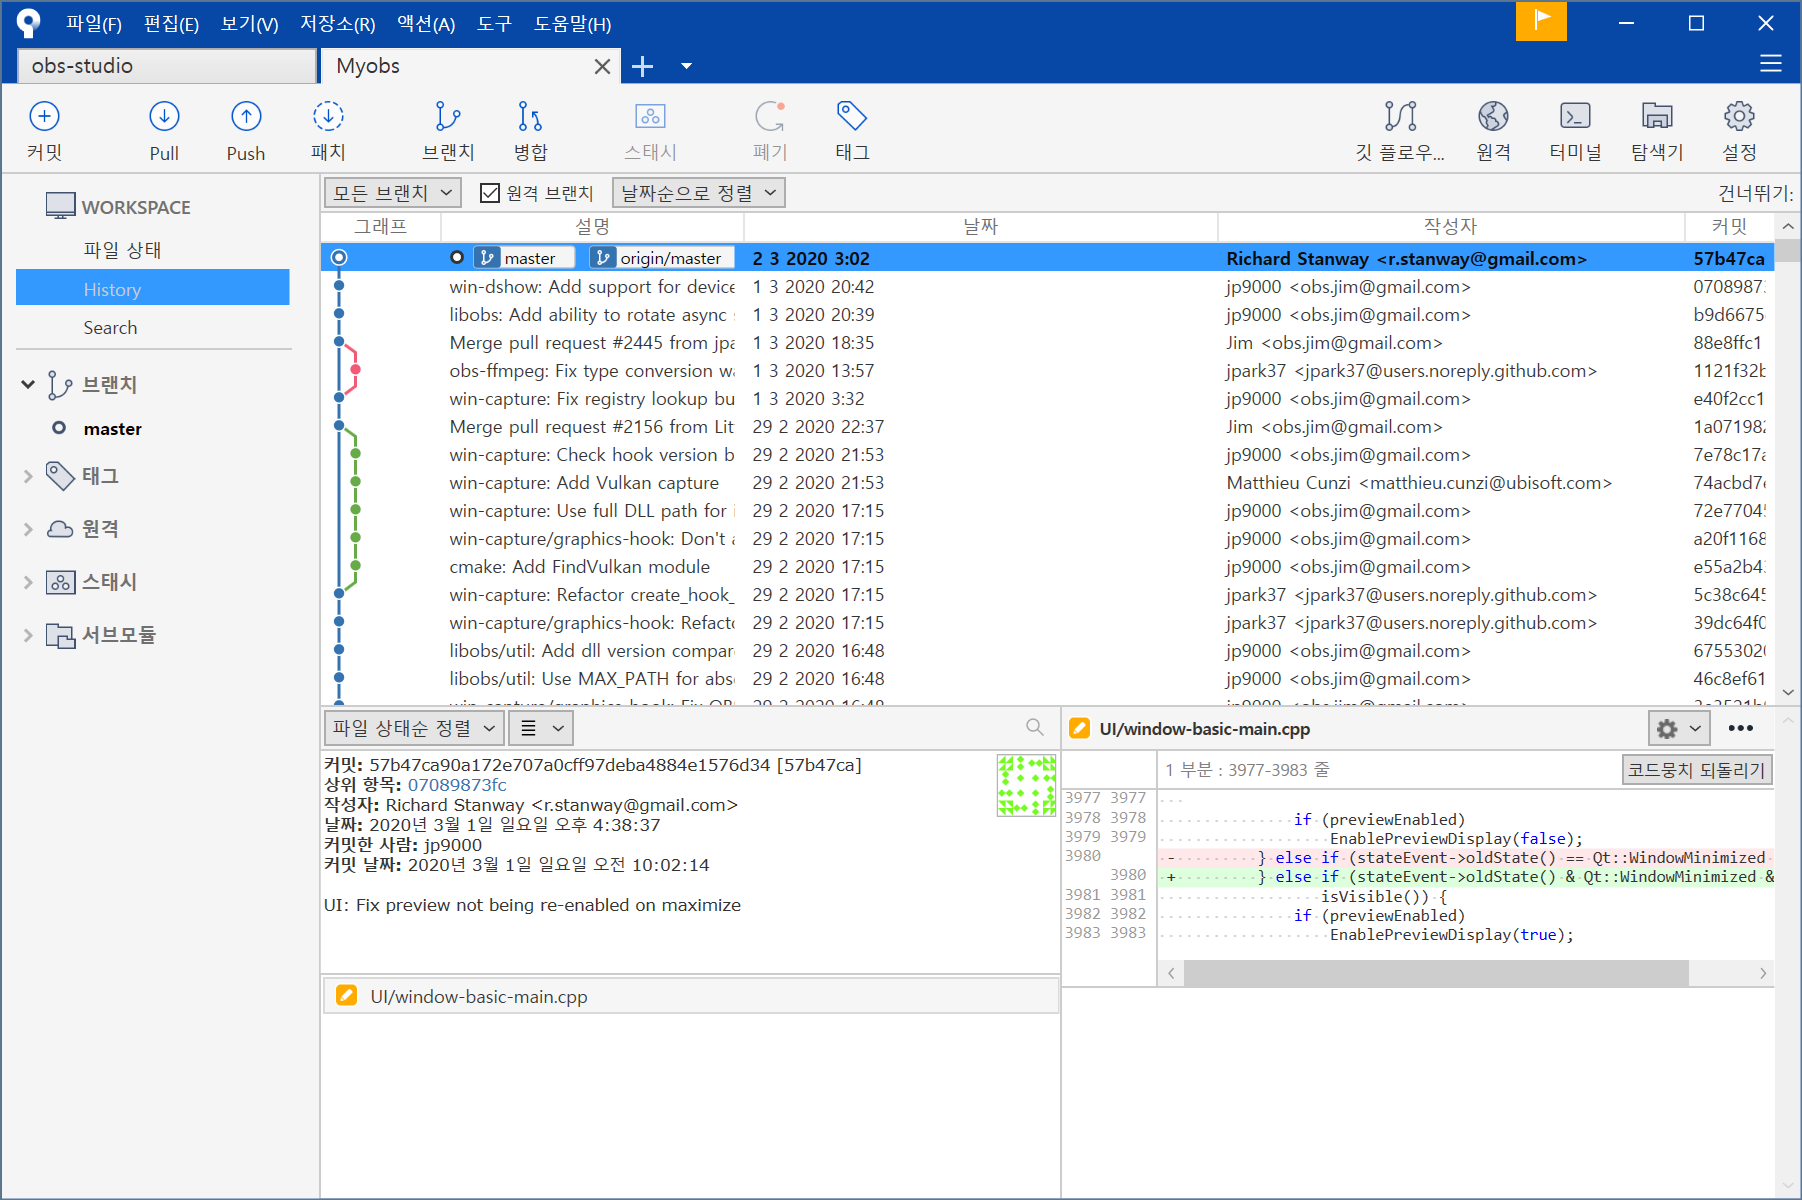 파일(F) 편집(E) 보기(V) 저장소(R) 액션(A) 도구 도움말(H)
obs-studio Myobs
커밋 Pull Push 패치 브랜치 병합 스태시 폐기 태그 깃 플로우... 원격 터미널 탐색기 설정
WORKSPACE
파일 상태
History
Search
브랜치
master
태그
원격
스태시
서브모듈
모든 브랜치 원격 브랜치 날짜순으로 정렬 건너뛰기:
그래프 설명 날짜 작성자 커밋
master origin/master 2 3 2020 3:02 Richard Stanway <r.stanway@gmail.com> 57b47ca
win-dshow: Add support for device 1 3 2020 20:42 jp9000 <obs.jim@gmail.com> 0708987
libobs: Add ability to rotate async 1 3 2020 20:39 jp9000 <obs.jim@gmail.com> b9d6675
Merge pull request #2445 from jpa 1 3 2020 18:35 Jim <obs.jim@gmail.com> 88e8ffc1
obs-ffmpeg: Fix type conversion wa 1 3 2020 13:57 jpark37 <jpark37@users.noreply.github.com> 1121f32b
win-capture: Fix registry lookup bu 1 3 2020 3:32 jp9000 <obs.jim@gmail.com> e40f2cc1
Merge pull request #2156 from Lit 29 2 2020 22:37 Jim <obs.jim@gmail.com> 1a07198
win-capture: Check hook version b 29 2 2020 21:53 jp9000 <obs.jim@gmail.com> 7e78c17a
win-capture: Add Vulkan capture 29 2 2020 21:53 Matthieu Cunzi <matthieu.cunzi@ubisoft.com> 74acbd7
win-capture: Use full DLL path for 29 2 2020 17:15 jp9000 <obs.jim@gmail.com> 72e7704
win-capture/graphics-hook: Don't a 29 2 2020 17:15 jp9000 <obs.jim@gmail.com> a20f1168
cmake: Add FindVulkan module 29 2 2020 17:15 jp9000 <obs.jim@gmail.com> e55a2b4
win-capture: Refactor create_hook_ 29 2 2020 17:15 jpark37 <jpark37@users.noreply.github.com> 5c38c645
win-capture/graphics-hook: Refacto 29 2 2020 17:15 jpark37 <jpark37@users.noreply.github.com> 39dc64f0
libobs/util: Add dll version compar 29 2 2020 16:48 jp9000 <obs.jim@gmail.com> 6755302
libobs/util: Use MAX_PATH for abs 29 2 2020 16:48 jp9000 <obs.jim@gmail.com> 46c8ef61
파일 상태순 정렬
커밋: 57b47ca90a172e707a0cff97deba4884e1576d34 [57b47ca]
상위 항목: 07089873fc
작성자: Richard Stanway <r.stanway@gmail.com>
날짜: 2020년 3월 1일 일요일 오후 4:38:37
커밋한 사람: jp9000
커밋 날짜: 2020년 3월 1일 일요일 오전 10:02:14
UI: Fix preview not being re-enabled on maximize
UI/window-basic-main.cpp
UI/window-basic-main.cpp
1 부분 : 3977-3983 줄 코드뭉치 되돌리기
3977 3977 ...
3978 3978 if (previewEnabled)
3979 3979 EnablePreviewDisplay(false);
3980 - } else if (stateEvent->oldState() == Qt::WindowMinimized
3980 + } else if (stateEvent->oldState() & Qt::WindowMinimized &
3981 3981 isVisible()) {
3982 3982 if (previewEnabled)
3983 3983 EnablePreviewDisplay(true);